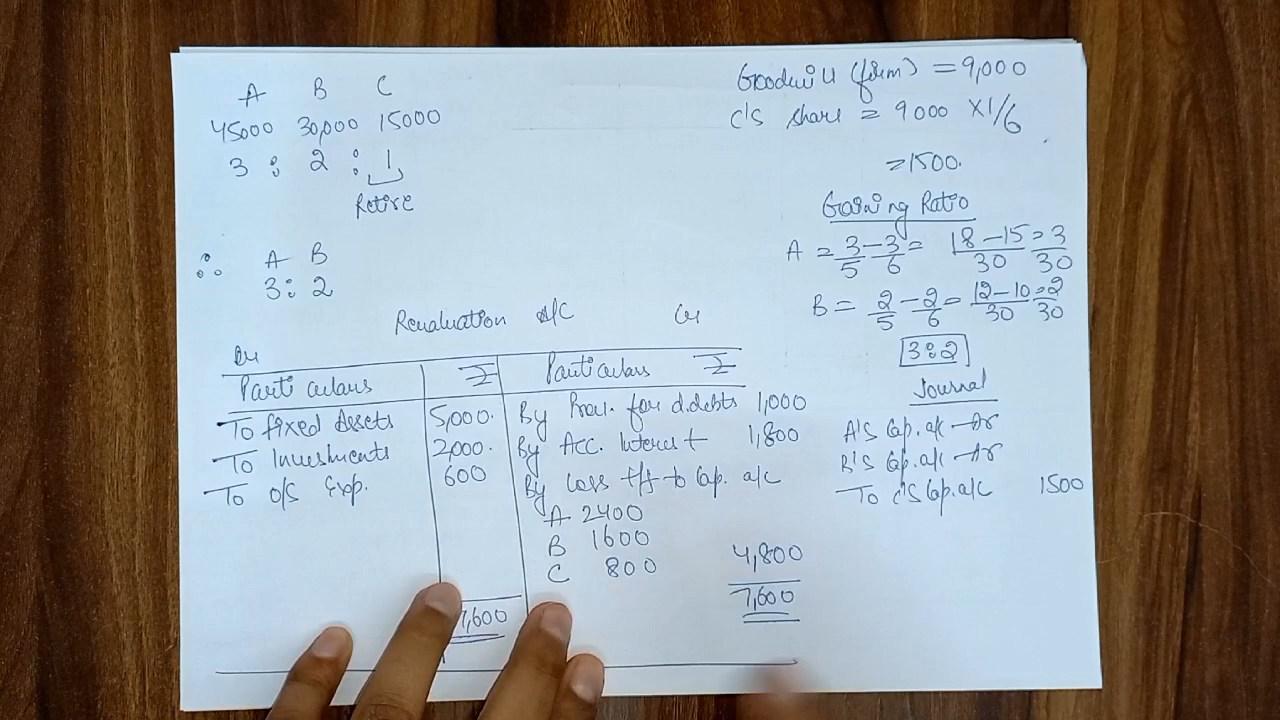 A B C
45000 30,000 15000
3 : 2 : 1
Retire
∴ A B
3 : 2
Goodwill (firm) = 9,000
C's share = 9000 X 1/6
= 1500.
Gaining Ratio
A = 3/5 - 3/6 = 18-15/30 = 3/30
B = 2/5 - 2/6 = 12-10/30 = 2/30
3:2
Journal
A's Cap. a/c - Dr
B's Cap. a/c - Dr
To C's Cap. a/c 1500
Revaluation A/C
Dr Cr
Particulars ₹ Particulars ₹
To fixed Assets 5,000. By Prov. for d.debts 1,000
To Investments 2,000. By Acc. Interest 1,800
To O/S Exp. 600 By Loss t/f to Cap. a/c
A 2400
B 1600
C 800 4,800
7,600 7,600